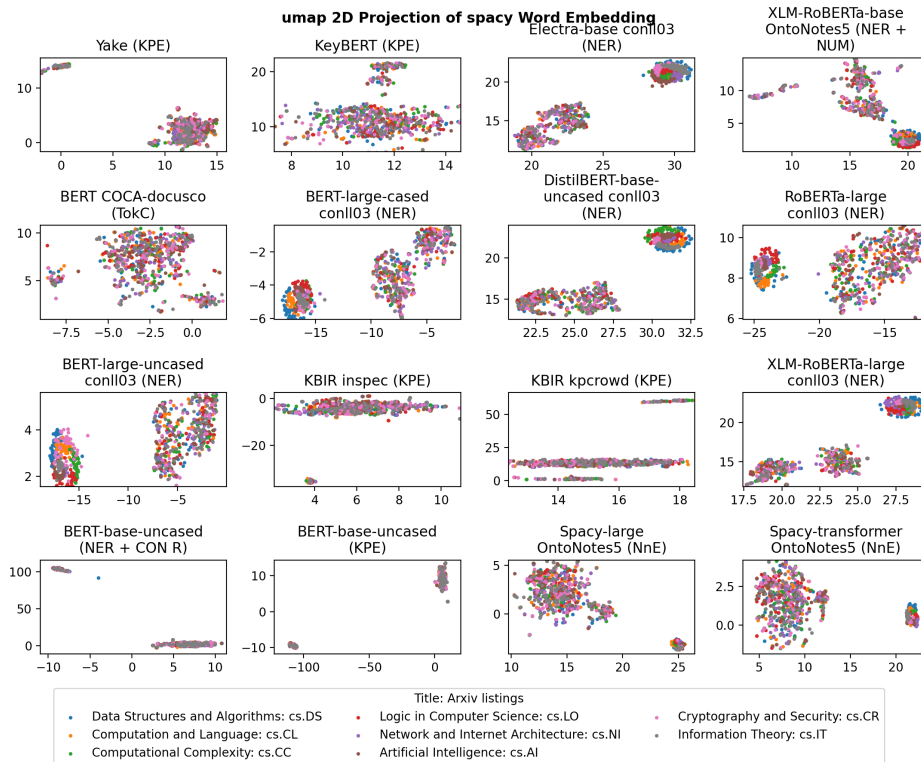 umap 2D Projection of spacy Word Embedding
Yake (KPE)
10
0
0
5
10
15
KeyBERT (KPE)
20
15
10
8
10
12
14
Electra-base conll03
(NER)
20
15
20
25
30
XLM-RoBERTa-base
OntoNotes5 (NER +
NUM)
15
10
5
10
15
20
BERT COCA-docusco
(TokC)
10
5
−7.5
−5.0
−2.5
0.0
BERT-large-cased
conll03 (NER)
−2
−4
−6
−15
−10
−5
DistilBERT-base-
uncased conll03
(NER)
20
15
22.5
25.0
27.5
30.0
32.5
RoBERTa-large
conll03 (NER)
10
8
6
−25
−20
−15
BERT-large-uncased
conll03 (NER)
4
2
−15
−10
−5
KBIR inspec (KPE)
0
−20
4
6
8
10
KBIR kpcrowd (KPE)
50
25
0
14
16
18
XLM-RoBERTa-large
conll03 (NER)
20
15
17.5
20.0
22.5
25.0
27.5
BERT-base-uncased
(NER + CON R)
100
50
0
−10
−5
0
5
10
BERT-base-uncased
(KPE)
10
0
−10
−100
−50
0
Spacy-large
OntoNotes5 (NnE)
5
0
10
15
20
25
Spacy-transformer
OntoNotes5 (NnE)
2.5
0.0
5
10
15
20
Title: Arxiv listings
Data Structures and Algorithms: cs.DS
Computation and Language: cs.CL
Computational Complexity: cs.CC
Logic in Computer Science: cs.LO
Network and Internet Architecture: cs.NI
Artificial Intelligence: cs.AI
Cryptography and Security: cs.CR
Information Theory: cs.IT